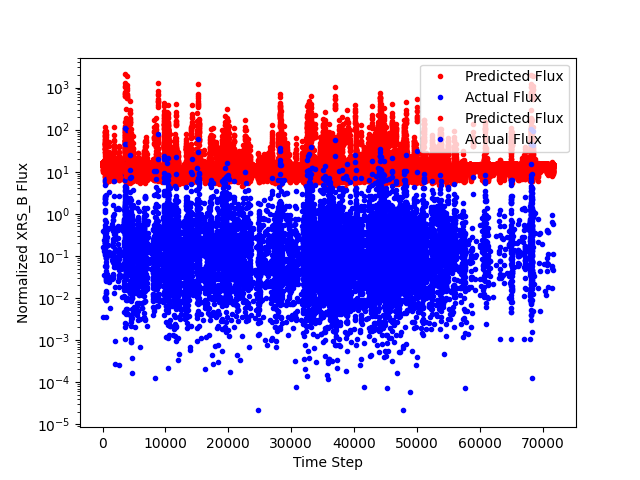 10³
10²
10¹
10⁰
10⁻¹
10⁻²
10⁻³
10⁻⁴
10⁻⁵
Normalized XRS_B Flux
Predicted Flux
Actual Flux
Predicted Flux
Actual Flux
0 10000 20000 30000 40000 50000 60000 70000
Time Step